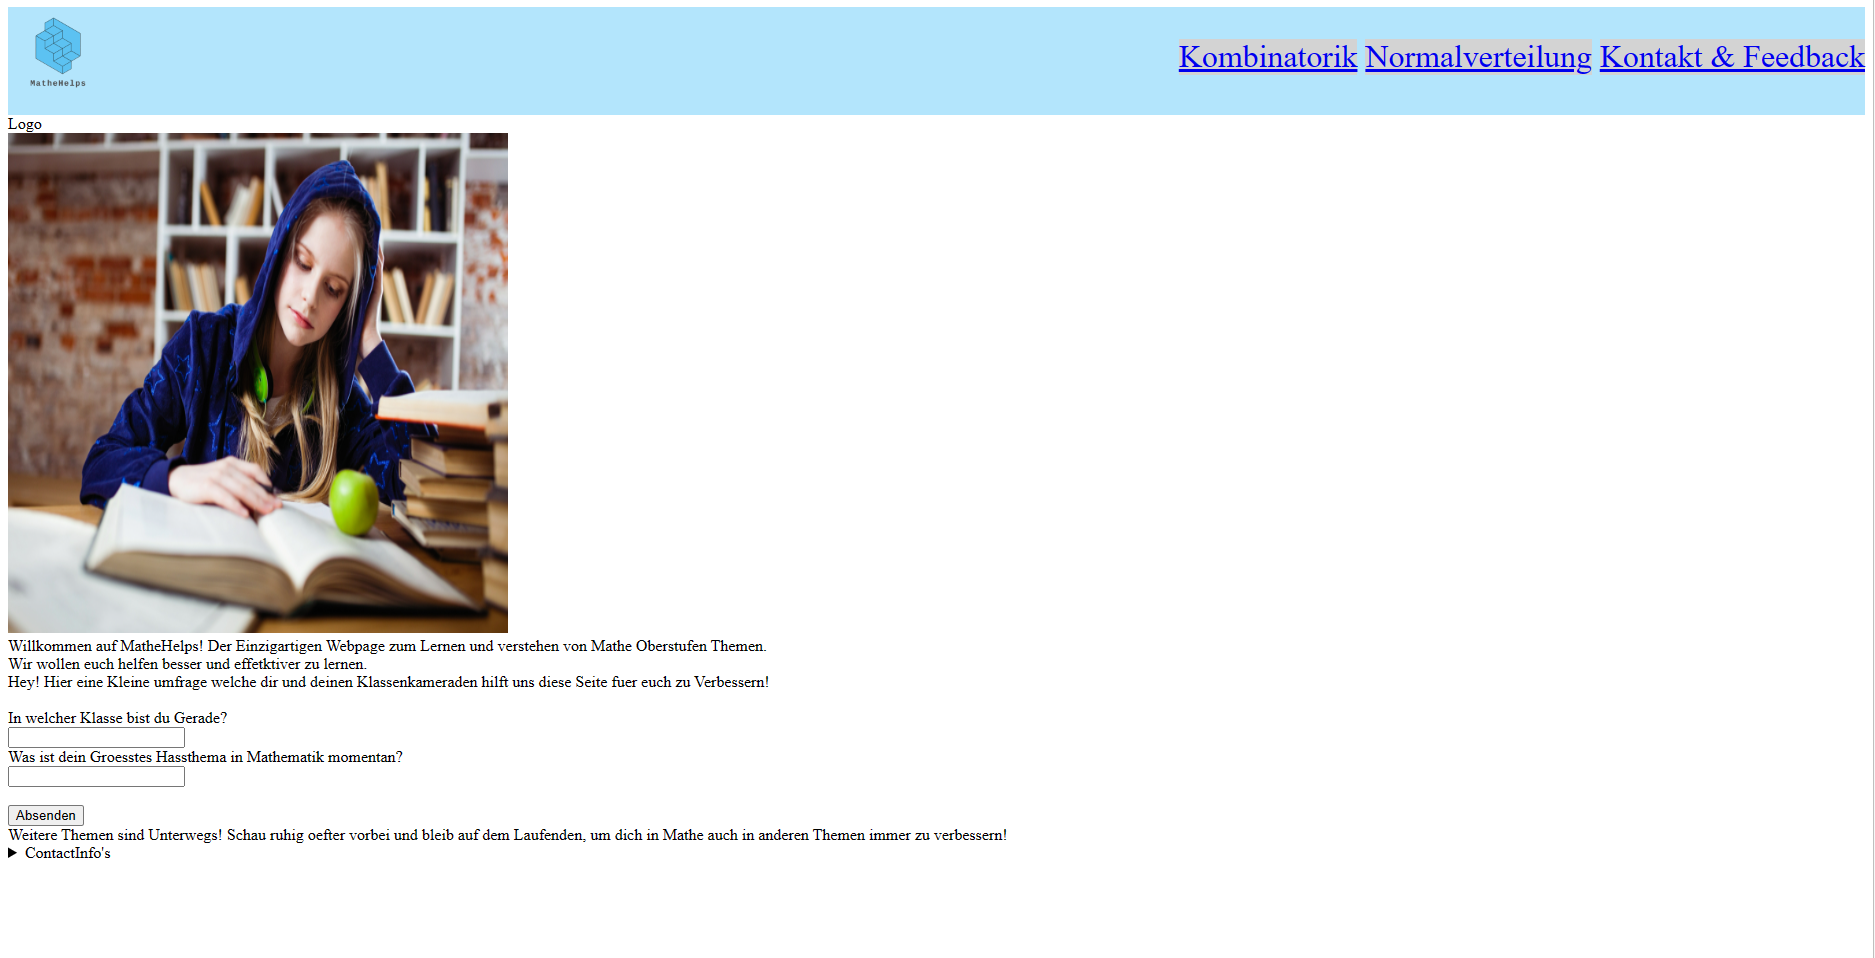 MatheHelps
Kombinatorik Normalverteilung Kontakt & Feedback
Logo
Willkommen auf MatheHelps! Der Einzigartigen Webpage zum Lernen und verstehen von Mathe Oberstufen Themen.
Wir wollen euch helfen besser und effetktiver zu lernen.
Hey! Hier eine Kleine umfrage welche dir und deinen Klassenkameraden hilft uns diese Seite fuer euch zu Verbessern!
In welcher Klasse bist du Gerade?
Was ist dein Groesstes Hassthema in Mathematik momentan?
Absenden
Weitere Themen sind Unterwegs! Schau ruhig oefter vorbei und bleib auf dem Laufenden, um dich in Mathe auch in anderen Themen immer zu verbessern!
ContactInfo's